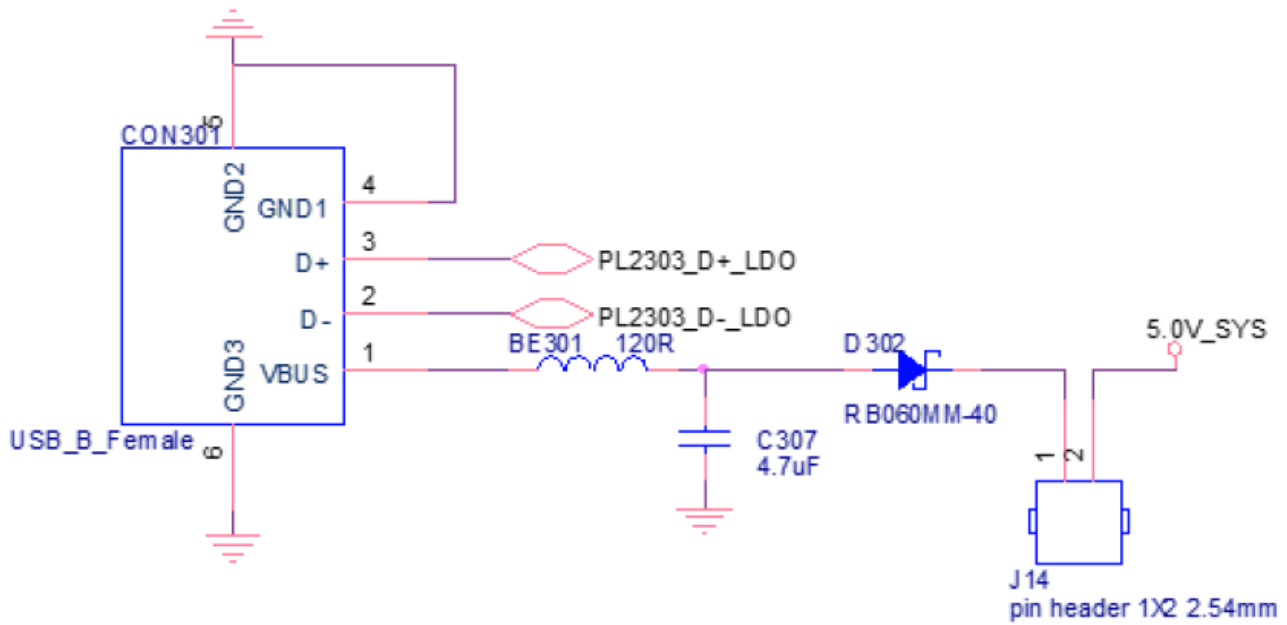 CON301
5
GND2
GND1
4
D+
3
PL2303_D+_LDO
D-
2
PL2303_D-_LDO
BE301 120R
D302
5.0V_SYS
GND3
VBUS
1
RB060MM-40
USB_B_Female
6
C307
4.7uF
1
2
J14
pin header 1X2 2.54mm